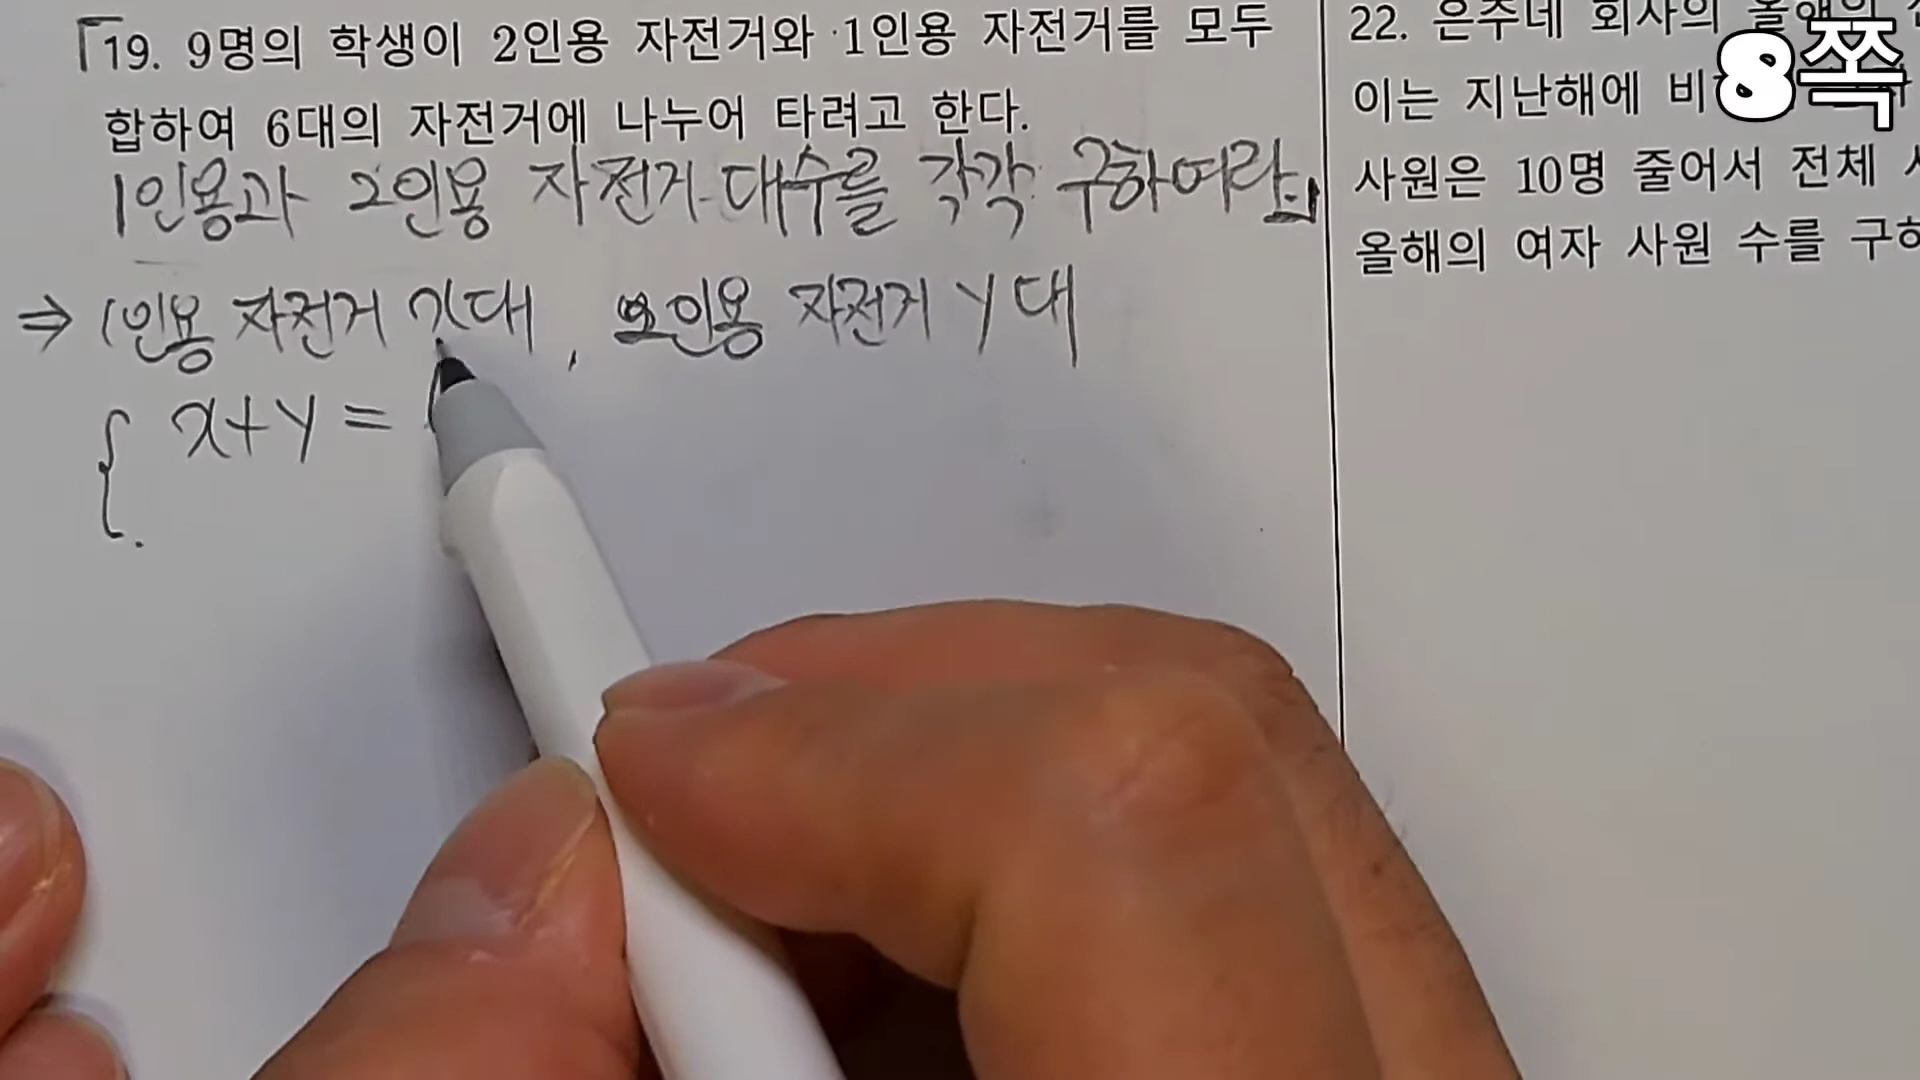 19. 9명의 학생이 2인용 자전거와 1인용 자전거를 모두
합하여 6대의 자전거에 나누어 타려고 한다.
1인용과 2인용 자전거 대수를 각각 구하여라.
⇒ 1인용 자전거 x대, 2인용 자전거 y대
x+y=
22. 은주네 회사의 올해의
이는 지난해에 비
사원은 10명 줄어서 전체
올해의 여자 사원 수를 구하
8쪽